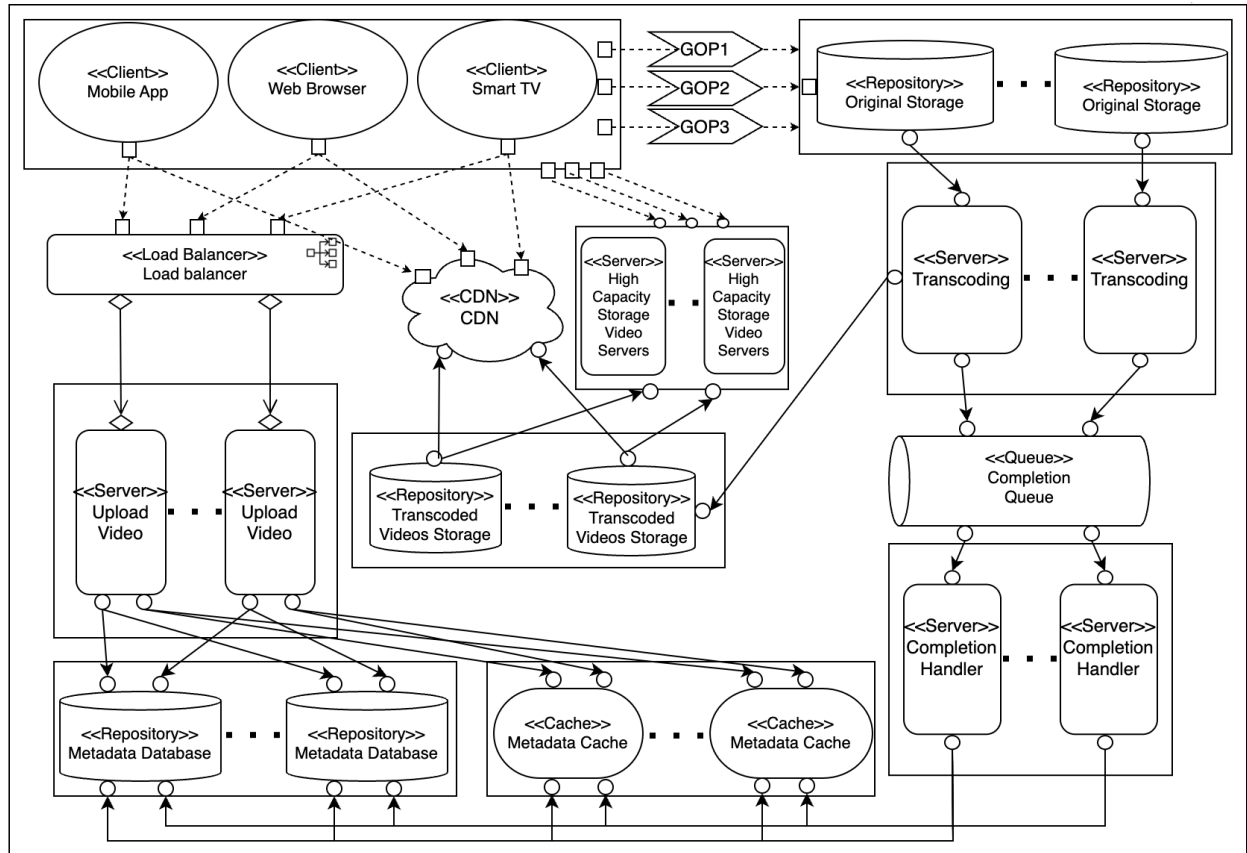 <<Client>>
Mobile App
<<Client>>
Web Browser
<<Client>>
Smart TV
GOP1
GOP2
GOP3
<<Repository>>
Original Storage
<<Repository>>
Original Storage
<<Load Balancer>>
Load balancer
<<CDN>>
CDN
<<Server>>
High
Capacity
Storage
Video
Servers
<<Server>>
High
Capacity
Storage
Video
Servers
<<Server>>
Transcoding
<<Server>>
Transcoding
<<Server>>
Upload
Video
<<Server>>
Upload
Video
<<Repository>>
Transcoded
Videos Storage
<<Repository>>
Transcoded
Videos Storage
<<Queue>>
Completion
Queue
<<Server>>
Completion
Handler
<<Server>>
Completion
Handler
<<Repository>>
Metadata Database
<<Repository>>
Metadata Database
<<Cache>>
Metadata Cache
<<Cache>>
Metadata Cache